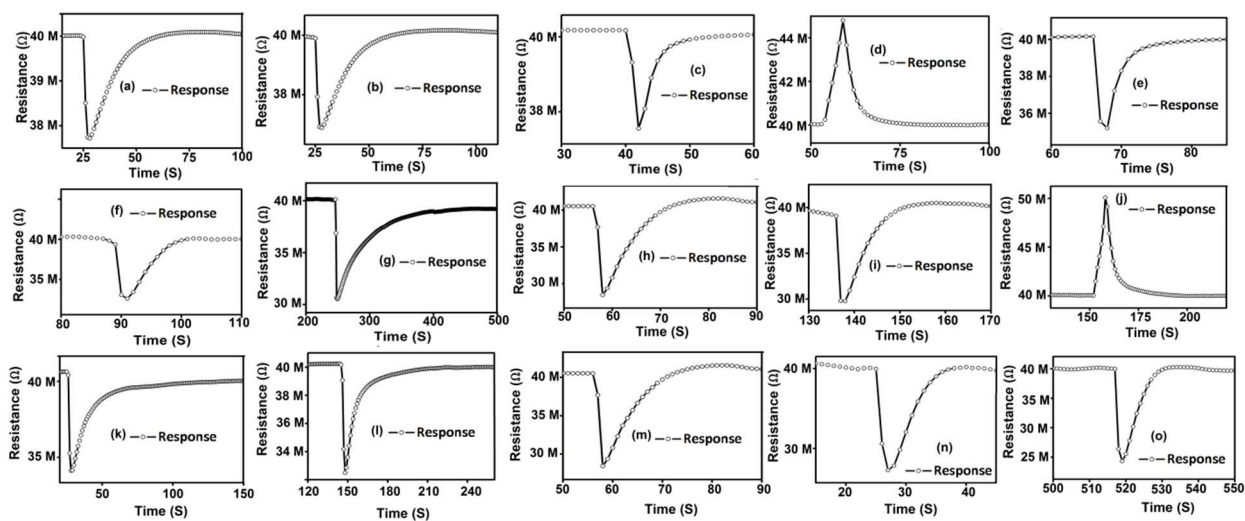 Resistance (Ω)
40 M
39 M
38 M
(a) Response
25 50 75 100
Time (S)
Resistance (Ω)
40 M
38 M
(b) Response
25 50 75 100
Time (S)
Resistance (Ω)
40 M
38 M
(c) Response
30 40 50 60
Time (S)
Resistance (Ω)
44 M
42 M
40 M
(d) Response
50 75 100
Time (S)
Resistance (Ω)
40 M
38 M
36 M
34 M
(e) Response
60 70 80
Time (S)
Resistance (Ω)
40 M
35 M
(f) Response
80 90 100 110
Time (S)
Resistance (Ω)
40 M
35 M
30 M
(g) Response
200 300 400 500
Time (S)
Resistance (Ω)
40 M
35 M
30 M
(h) Response
50 60 70 80 90
Time (S)
Resistance (Ω)
40 M
35 M
30 M
(i) Response
130 140 150 160 170
Time (S)
Resistance (Ω)
50 M
45 M
40 M
(j) Response
150 200
Time (S)
Resistance (Ω)
40 M
35 M
(k) Response
50 100 150
Time (S)
Resistance (Ω)
40 M
38 M
36 M
34 M
(l) Response
120 160 200 240
Time (S)
Resistance (Ω)
40 M
35 M
30 M
(m) Response
50 60 70 80 90
Time (S)
Resistance (Ω)
40 M
30 M
(n) Response
20 30 40
Time (S)
Resistance (Ω)
40 M
35 M
30 M
25 M
(o) Response
500 510 520 530 540 550
Time (S)